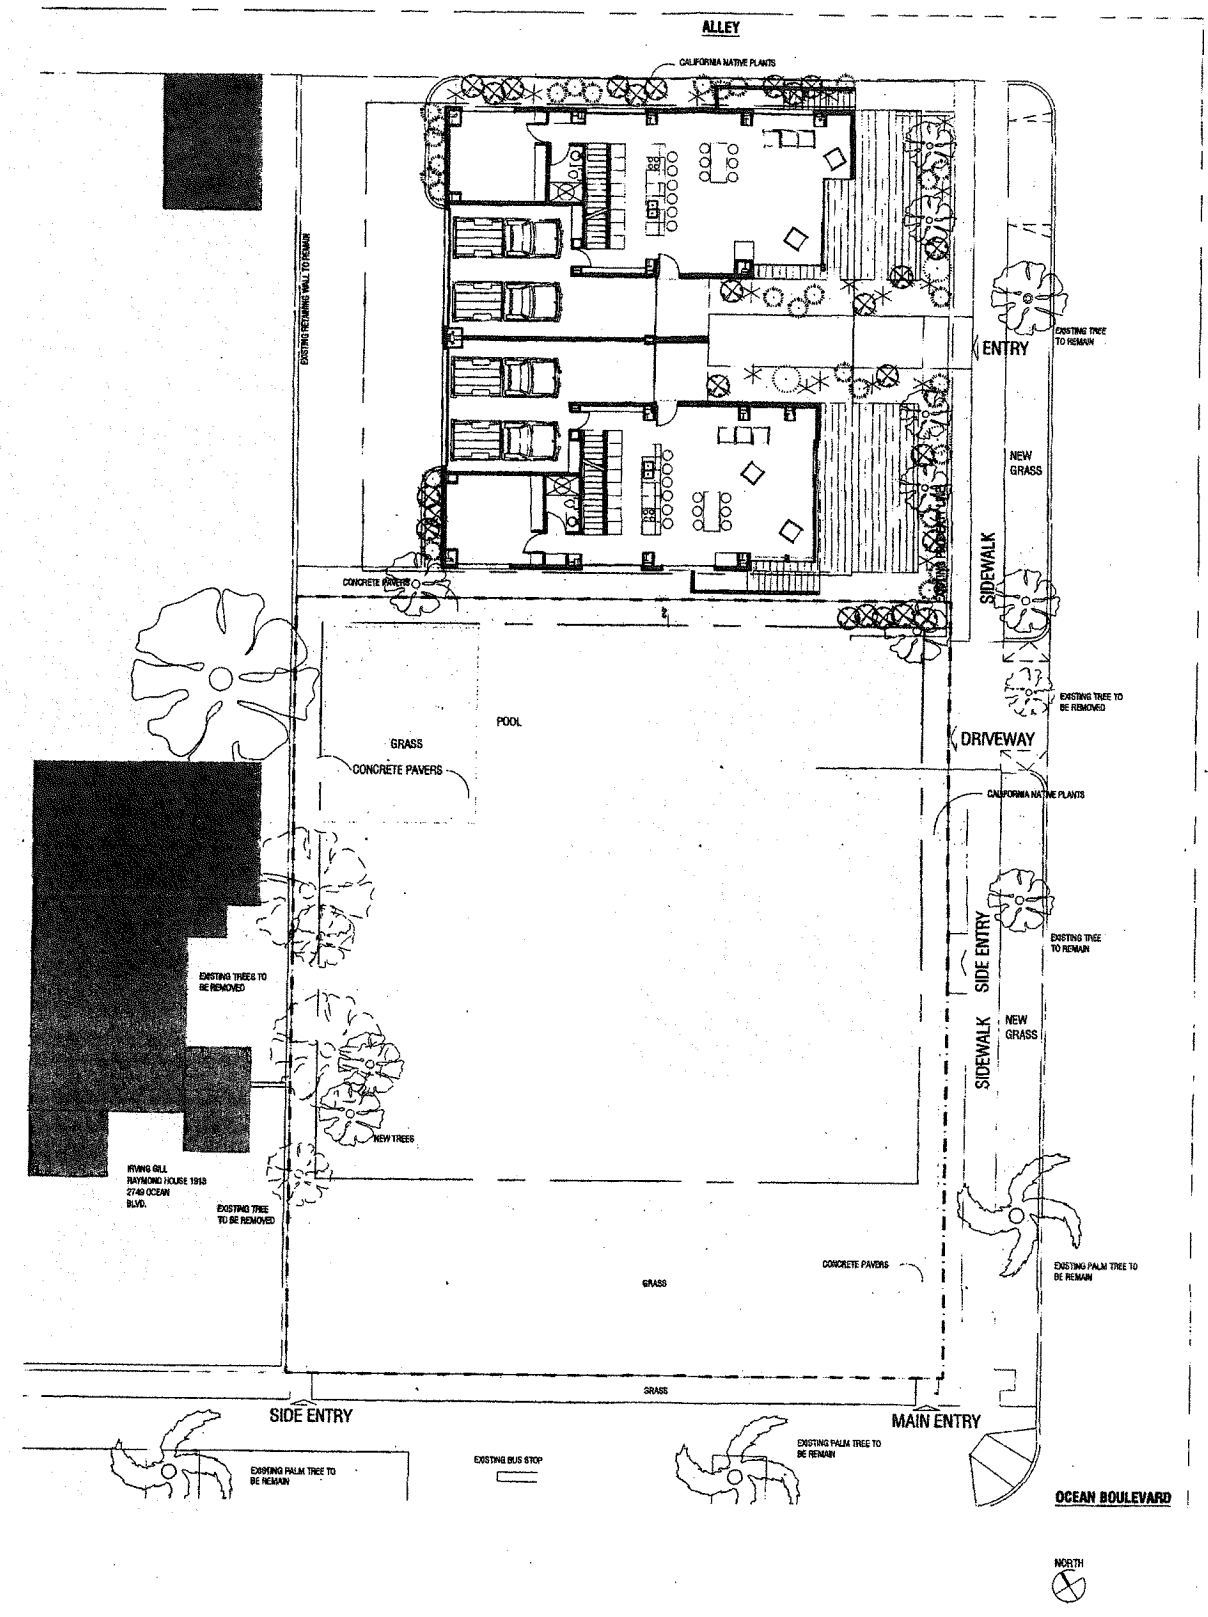 ALLEY
CALIFORNIA NATIVE PLANTS
EXISTING RETAINING WALL TO REMAIN
EXISTING TREE
TO REMAIN
ENTRY
NEW
GRASS
EXISTING PROPERTY LINE
SIDEWALK
CONCRETE PAVERS
EXISTING TREE TO
BE REMOVED
POOL
GRASS
DRIVEWAY
CONCRETE PAVERS
CALIFORNIA NATIVE PLANTS
EXISTING TREE
TO REMAIN
SIDE ENTRY
EXISTING TREES TO
BE REMOVED
NEW
GRASS
SIDEWALK
NEW TREES
IRVING GILL
RAYMOND HOUSE 1918
2749 OCEAN
BLVD.
EXISTING TREE
TO BE REMOVED
CONCRETE PAVERS
EXISTING PALM TREE TO
BE REMAIN
GRASS
GRASS
SIDE ENTRY
MAIN ENTRY
EXISTING PALM TREE TO
BE REMAIN
EXISTING BUS STOP
EXISTING PALM TREE TO
BE REMAIN
OCEAN BOULEVARD
NORTH